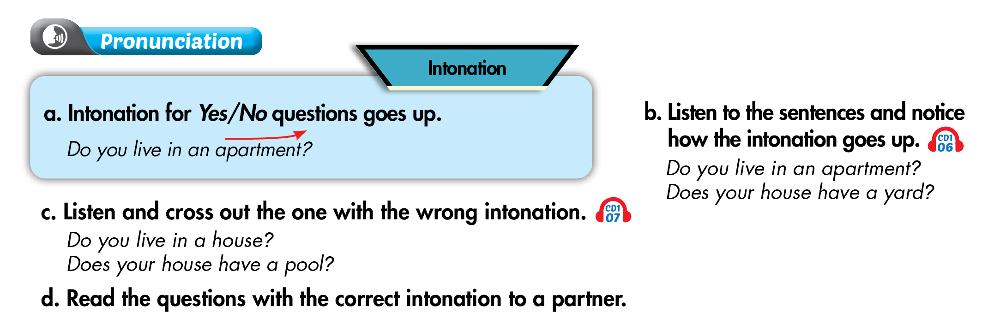 Pronunciation
Intonation
a. Intonation for Yes/No questions goes up.
Do you live in an apartment?
b. Listen to the sentences and notice
how the intonation goes up. CD1 06
Do you live in an apartment?
Does your house have a yard?
c. Listen and cross out the one with the wrong intonation. CD1 07
Do you live in a house?
Does your house have a pool?
d. Read the questions with the correct intonation to a partner.